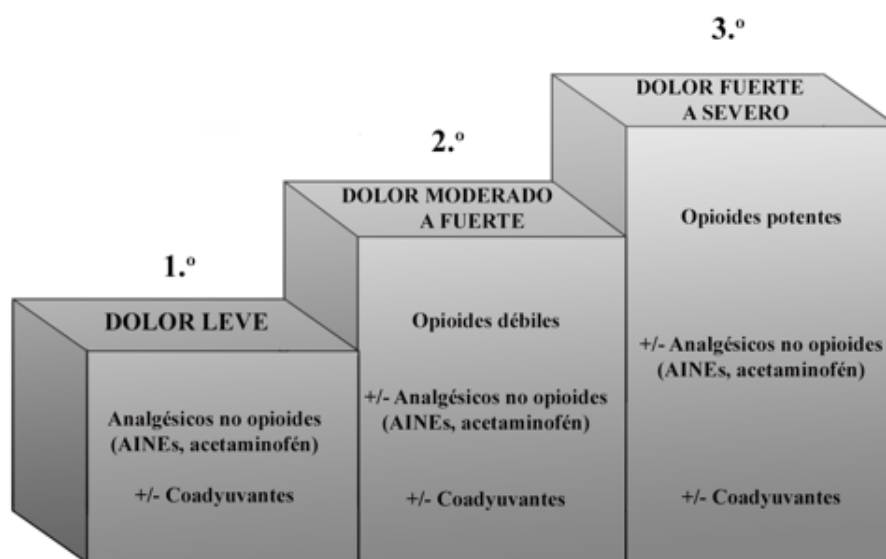 1.º
DOLOR LEVE
Analgésicos no opioides
(AINEs, acetaminofén)
+/- Coadyuvantes
2.º
DOLOR MODERADO
A FUERTE
Opioides débiles
+/- Analgésicos no opioides
(AINEs, acetaminofén)
+/- Coadyuvantes
3.º
DOLOR FUERTE
A SEVERO
Opioides potentes
+/- Analgésicos no opioides
(AINEs, acetaminofén)
+/- Coadyuvantes